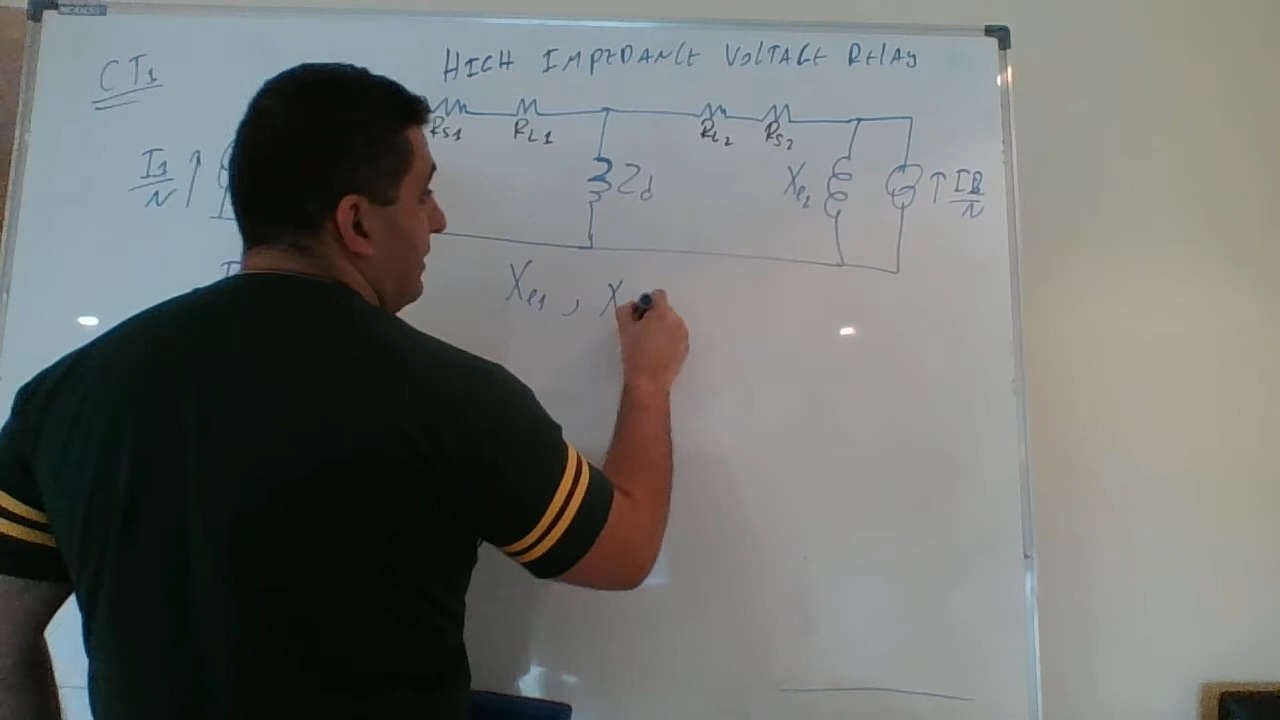 HIGH IMPEDANCE VOLTAGE RELAY
CT1
RS1 RL1 RL2 RS2
I1/N Zd Xe2 I2/N
Xe1 , X